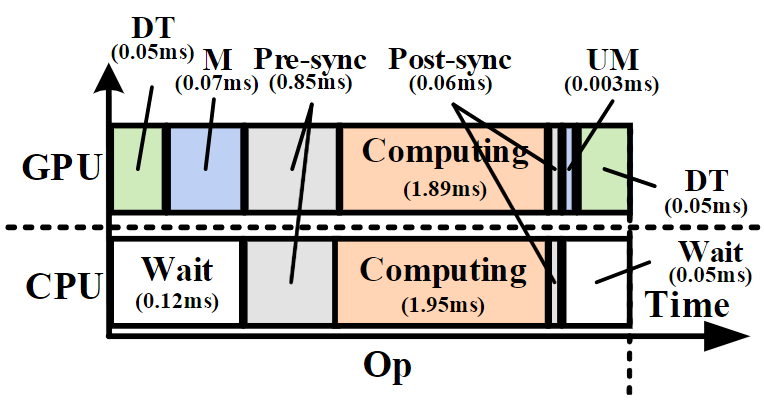 DT
(0.05ms)
M
(0.07ms)
Pre-sync
(0.85ms)
Post-sync
(0.06ms)
UM
(0.003ms)
GPU
Computing
(1.89ms)
DT
(0.05ms)
CPU
Wait
(0.12ms)
Computing
(1.95ms)
Wait
(0.05ms)
Time
Op